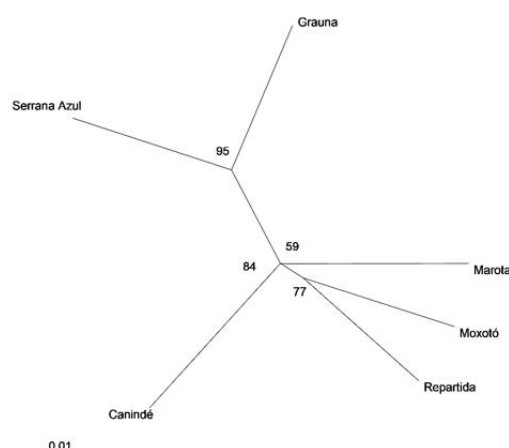 Grauna
Serrana Azul
95
59
84
Marota
77
Moxotó
Repartida
Canindé
0.01